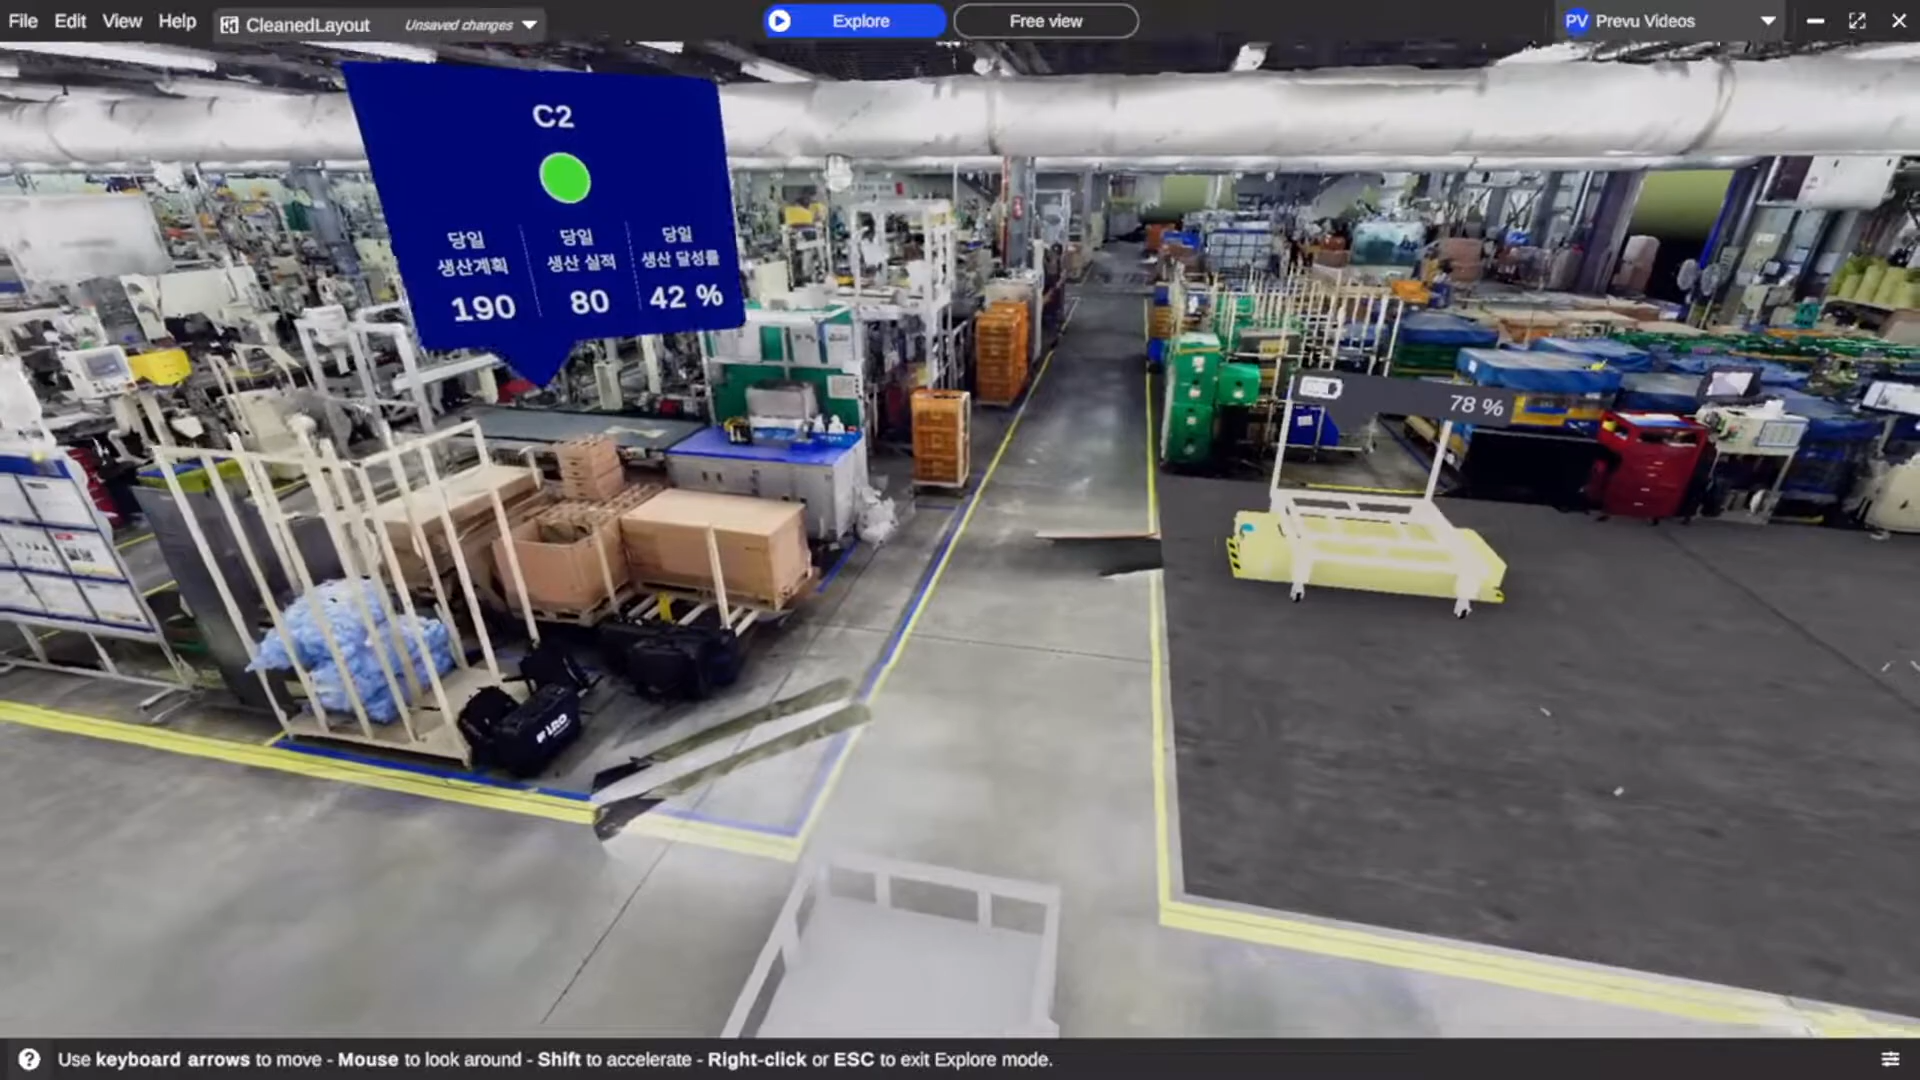 File Edit View Help CleanedLayout Unsaved changes Explore Free view PV Prevu Videos
C2
당일 생산계획
190
당일 생산 실적
80
당일 생산 달성률
42 %
78 %
Use keyboard arrows to move - Mouse to look around - Shift to accelerate - Right-click or ESC to exit Explore mode.